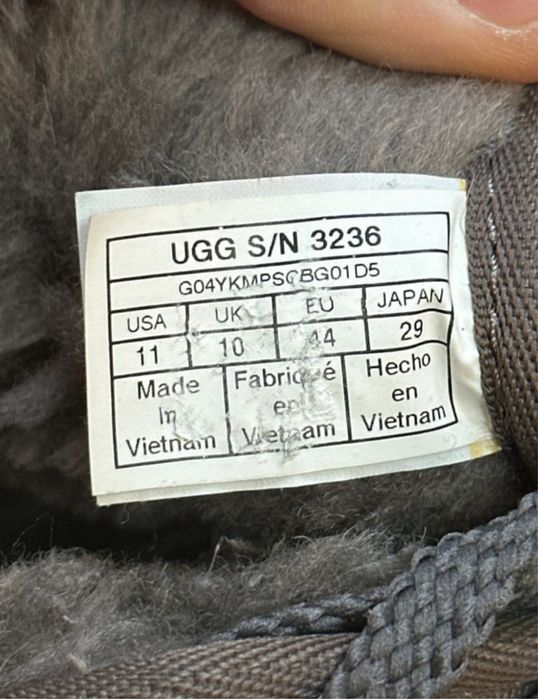 UGG S/N 3236
USA UK EU JAPAN
11 10 44 29
Made Fabriqué Hecho
In en en
Vietnam Vietnam Vietnam